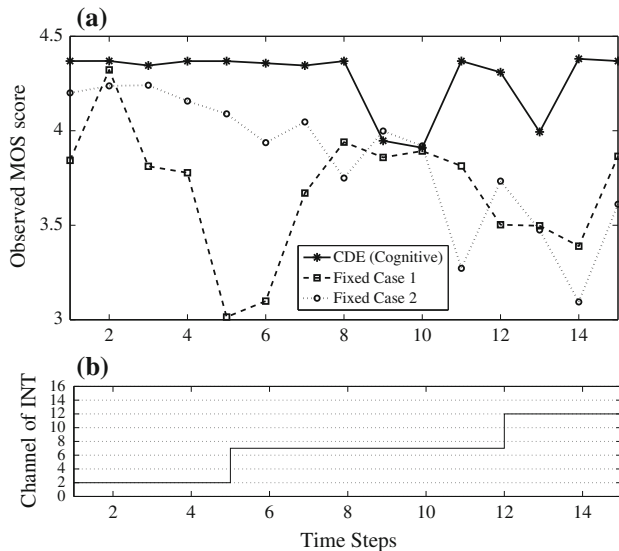 (a)
4.5
4
3.5
3
Observed MOS score
CDE (Cognitive)
Fixed Case 1
Fixed Case 2
2 4 6 8 10 12 14
(b)
16
14
12
10
8
6
4
2
0
Channel of INT
2 4 6 8 10 12 14
Time Steps